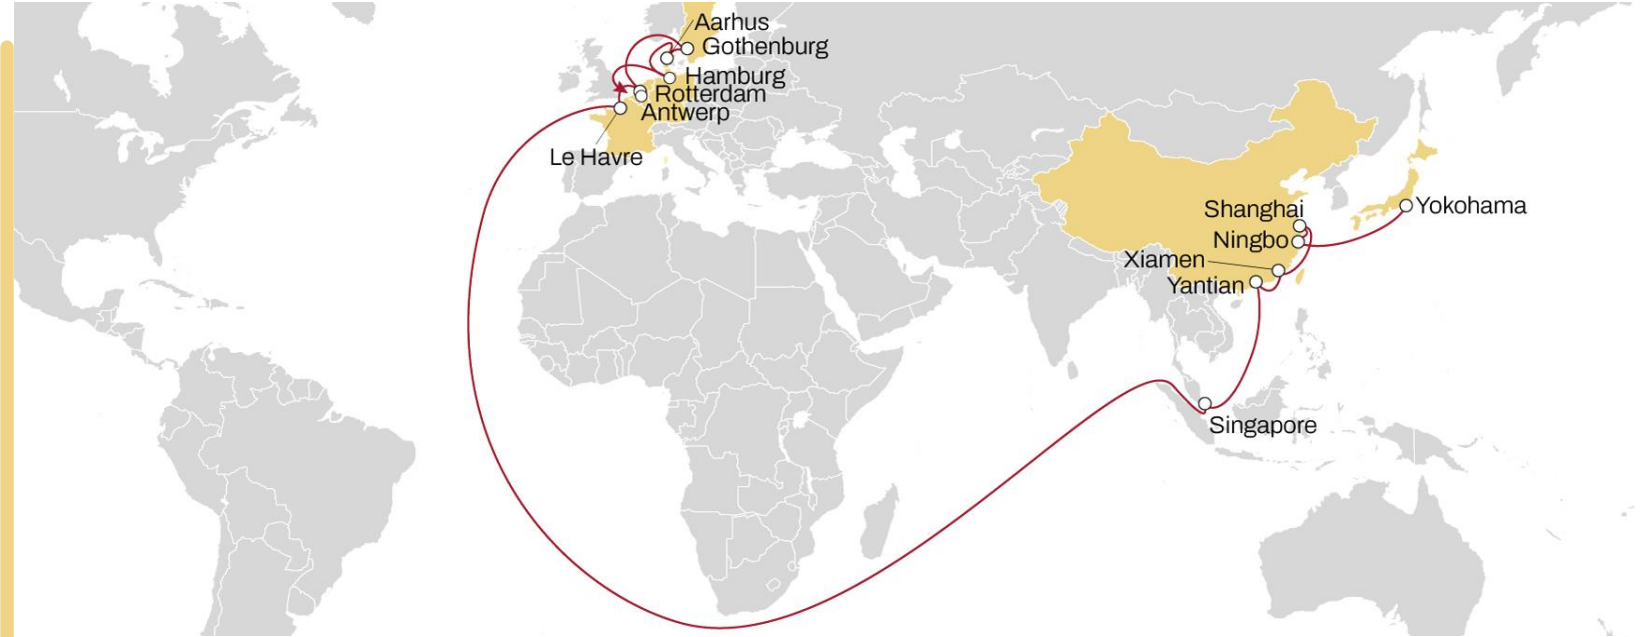 Aarhus
Gothenburg
Hamburg
Rotterdam
Antwerp
Le Havre
Shanghai
Yokohama
Ningbo
Xiamen
Yantian
Singapore